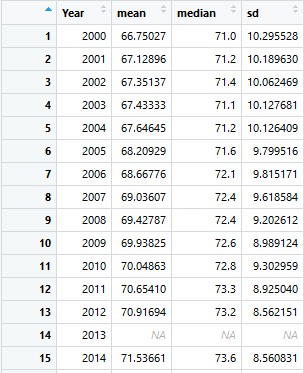 Year mean median sd
1 2000 66.75027 71.0 10.295528
2 2001 67.12896 71.2 10.189630
3 2002 67.35137 71.4 10.062469
4 2003 67.43333 71.1 10.127681
5 2004 67.64645 71.2 10.126409
6 2005 68.20929 71.6 9.799516
7 2006 68.66776 72.1 9.815171
8 2007 69.03607 72.4 9.618584
9 2008 69.42787 72.4 9.202612
10 2009 69.93825 72.6 8.989124
11 2010 70.04863 72.8 9.302959
12 2011 70.65410 73.3 8.925040
13 2012 70.91694 73.2 8.562151
14 2013 NA NA NA
15 2014 71.53661 73.6 8.560831